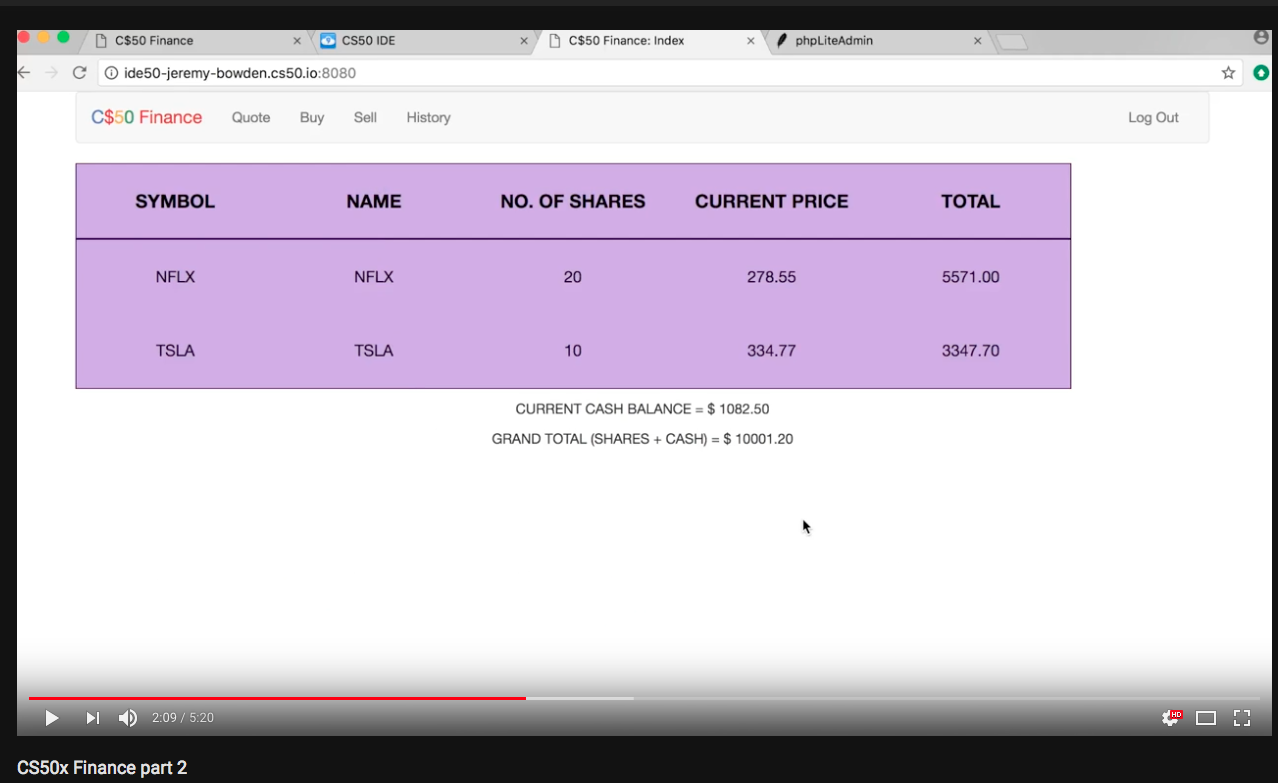 C$50 Finance CS50 IDE C$50 Finance: Index phpLiteAdmin
ide50-jeremy-bowden.cs50.io:8080
C$50 Finance Quote Buy Sell History Log Out
SYMBOL NAME NO. OF SHARES CURRENT PRICE TOTAL
NFLX NFLX 20 278.55 5571.00
TSLA TSLA 10 334.77 3347.70
CURRENT CASH BALANCE = $ 1082.50
GRAND TOTAL (SHARES + CASH) = $ 10001.20
2:09 / 5:20 HD
CS50x Finance part 2